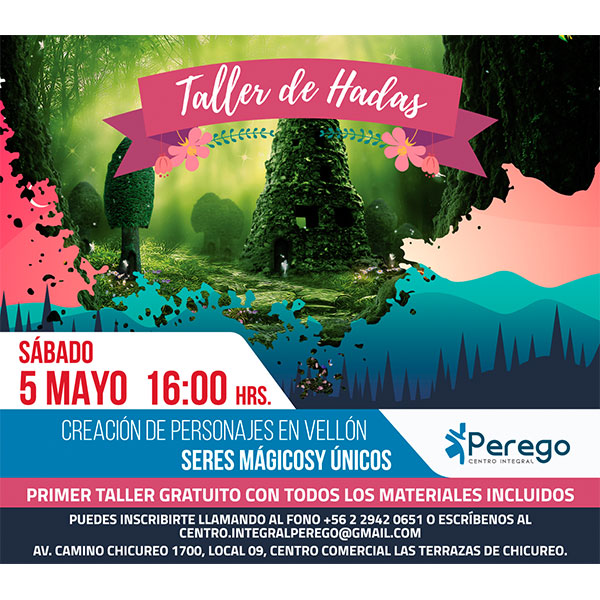 Taller de Hadas
SÁBADO
5 MAYO 16:00 HRS.
CREACIÓN DE PERSONAJES EN VELLÓN
SERES MÁGICOSY ÚNICOS
Perego
CENTRO INTEGRAL
PRIMER TALLER GRATUITO CON TODOS LOS MATERIALES INCLUIDOS
PUEDES INSCRIBIRTE LLAMANDO AL FONO +56 2 2942 0651 O ESCRÍBENOS AL
CENTRO.INTEGRALPEREGO@GMAIL.COM
AV. CAMINO CHICUREO 1700, LOCAL 09, CENTRO COMERCIAL LAS TERRAZAS DE CHICUREO.